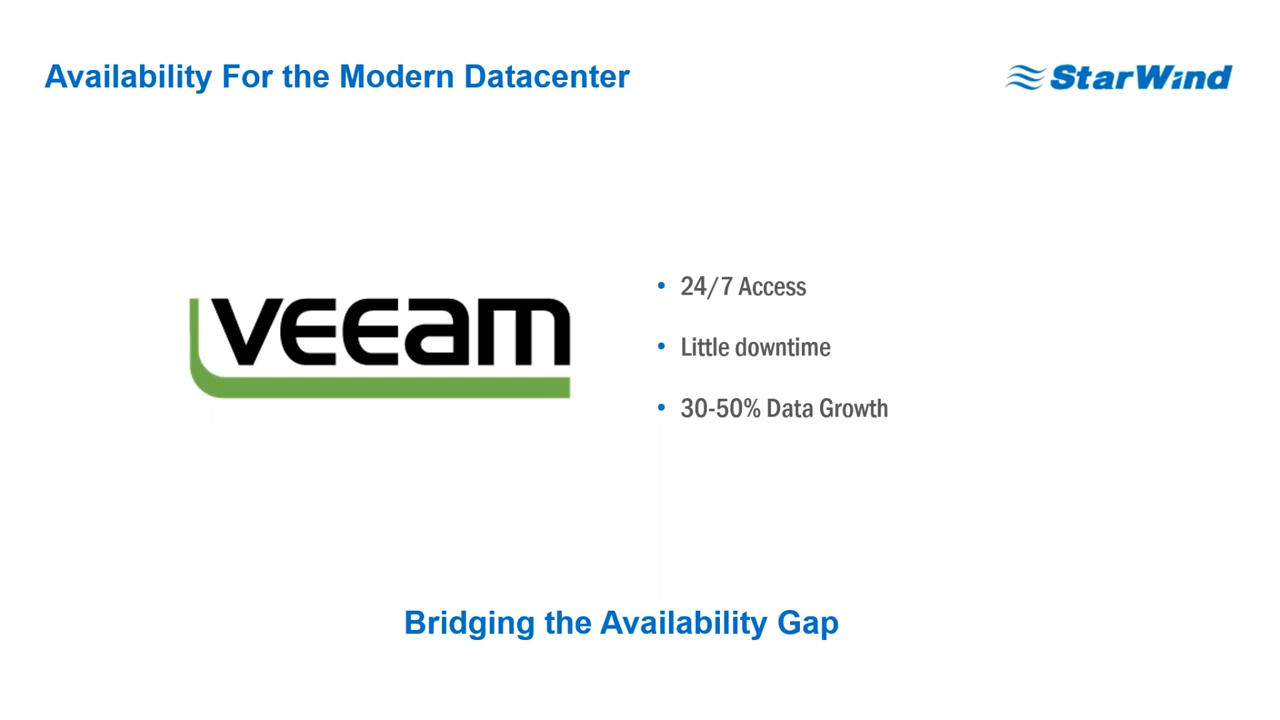 Availability For the Modern Datacenter
StarWind
veeam
• 24/7 Access
• Little downtime
• 30-50% Data Growth
Bridging the Availability Gap